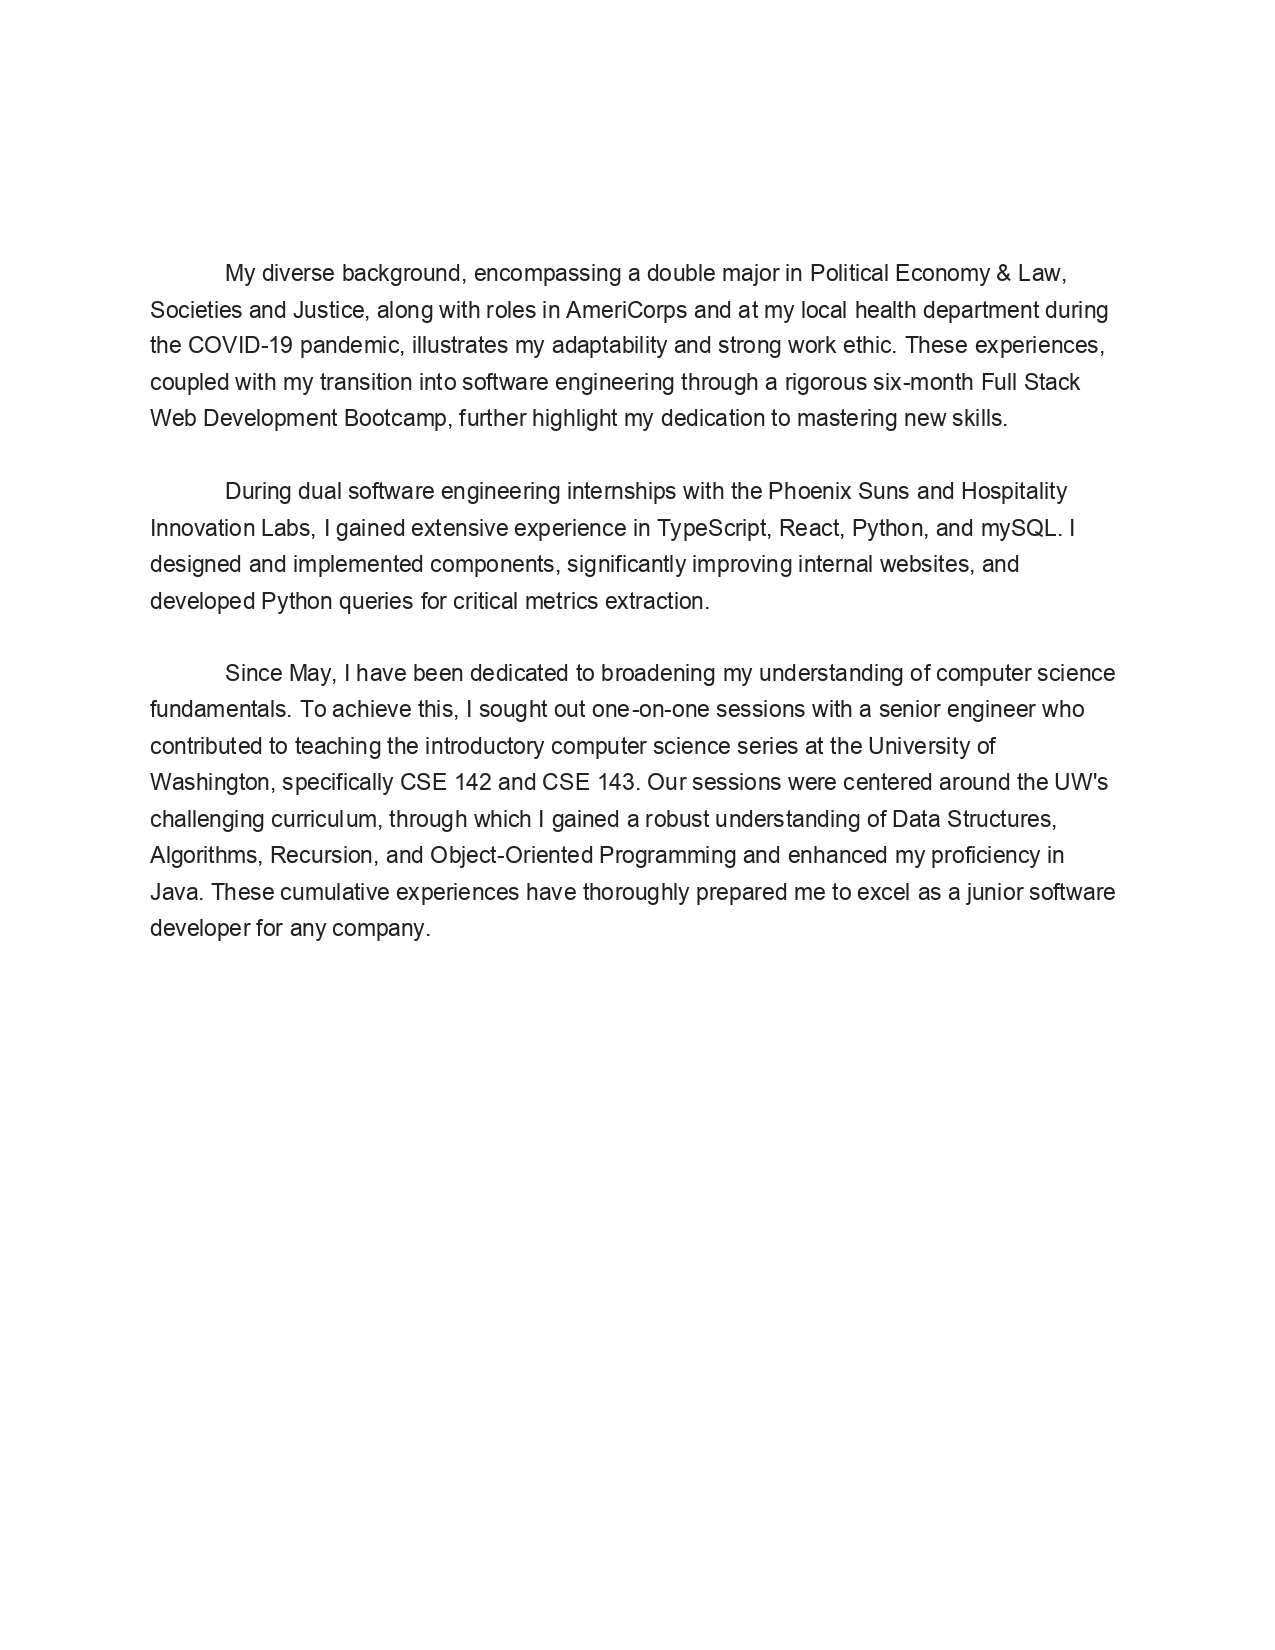 My diverse background, encompassing a double major in Political Economy & Law,
Societies and Justice, along with roles in AmeriCorps and at my local health department during
the COVID-19 pandemic, illustrates my adaptability and strong work ethic. These experiences,
coupled with my transition into software engineering through a rigorous six-month Full Stack
Web Development Bootcamp, further highlight my dedication to mastering new skills.
During dual software engineering internships with the Phoenix Suns and Hospitality
Innovation Labs, I gained extensive experience in TypeScript, React, Python, and mySQL. I
designed and implemented components, significantly improving internal websites, and
developed Python queries for critical metrics extraction.
Since May, I have been dedicated to broadening my understanding of computer science
fundamentals. To achieve this, I sought out one-on-one sessions with a senior engineer who
contributed to teaching the introductory computer science series at the University of
Washington, specifically CSE 142 and CSE 143. Our sessions were centered around the UW's
challenging curriculum, through which I gained a robust understanding of Data Structures,
Algorithms, Recursion, and Object-Oriented Programming and enhanced my proficiency in
Java. These cumulative experiences have thoroughly prepared me to excel as a junior software
developer for any company.